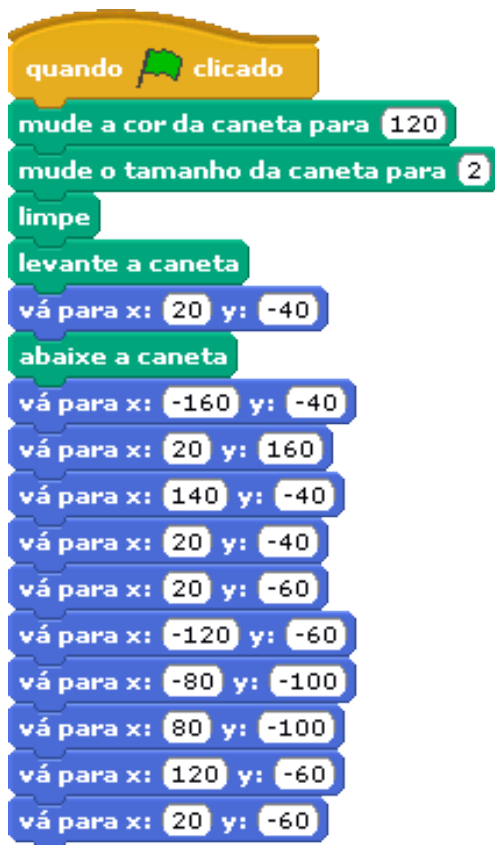 quando clicado
mude a cor da caneta para 120
mude o tamanho da caneta para 2
limpe
levante a caneta
vá para x: 20 y: -40
abaixe a caneta
vá para x: -160 y: -40
vá para x: 20 y: 160
vá para x: 140 y: -40
vá para x: 20 y: -40
vá para x: 20 y: -60
vá para x: -120 y: -60
vá para x: -80 y: -100
vá para x: 80 y: -100
vá para x: 120 y: -60
vá para x: 20 y: -60